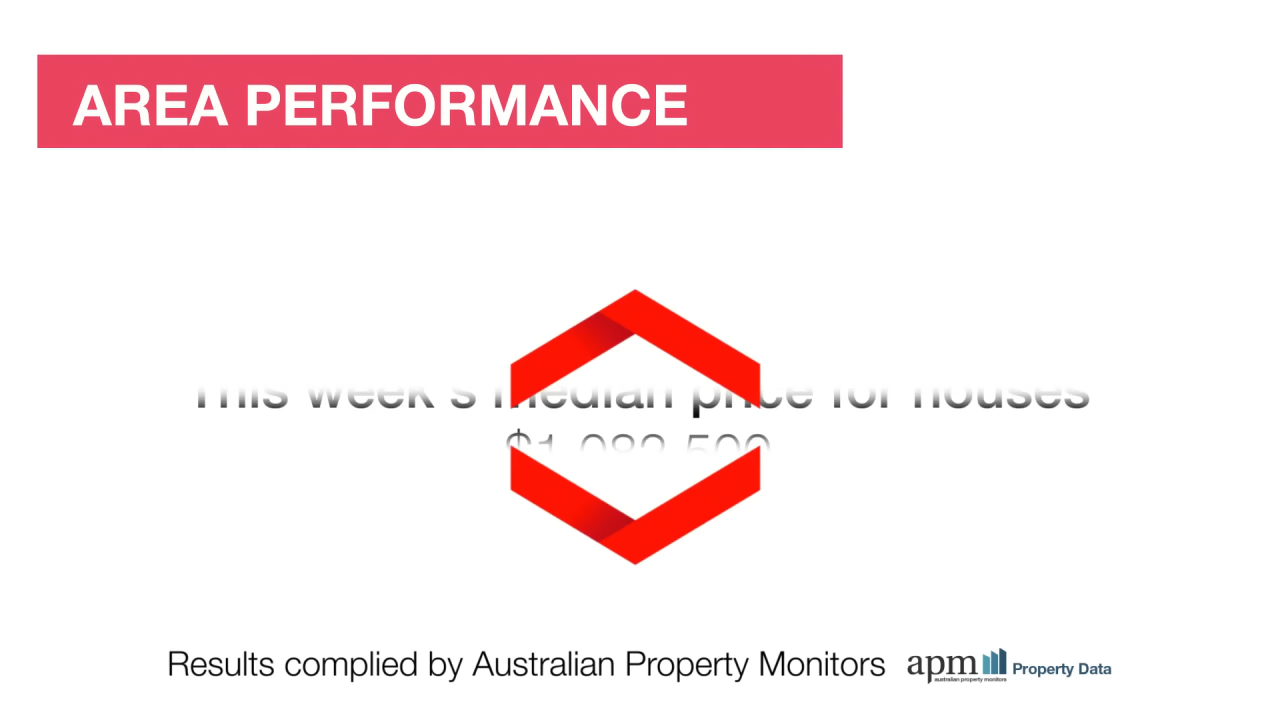 AREA PERFORMANCE
This week's median price for houses
Results complied by Australian Property Monitors
apm
australian property monitors
Property Data